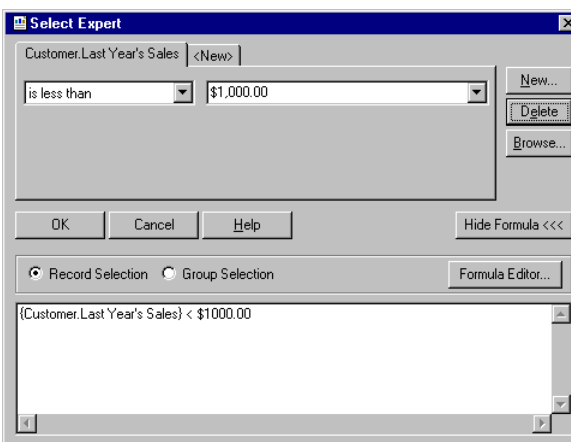 Select Expert
Customer.Last Year's Sales <New>
is less than $1,000.00
New...
Delete
Browse...
OK Cancel Help Hide Formula <<<
Record Selection Group Selection Formula Editor...
{Customer.Last Year's Sales} < $1000.00